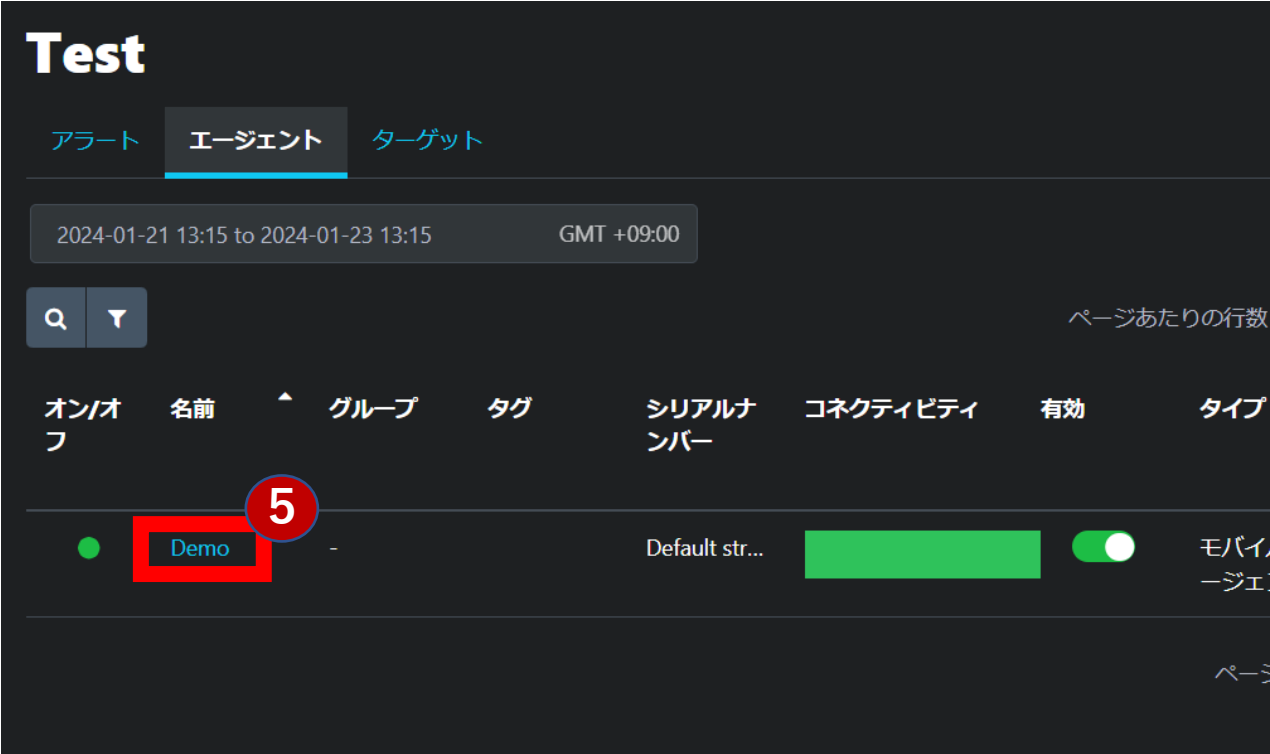 Test
アラート エージェント ターゲット
2024-01-21 13:15 to 2024-01-23 13:15 GMT +09:00
ページあたりの行数
オン/オフ 名前 グループ タグ シリアルナンバー コネクティビティ 有効 タイプ
5
Demo - Default str...
モバイ
ージェ
ペー